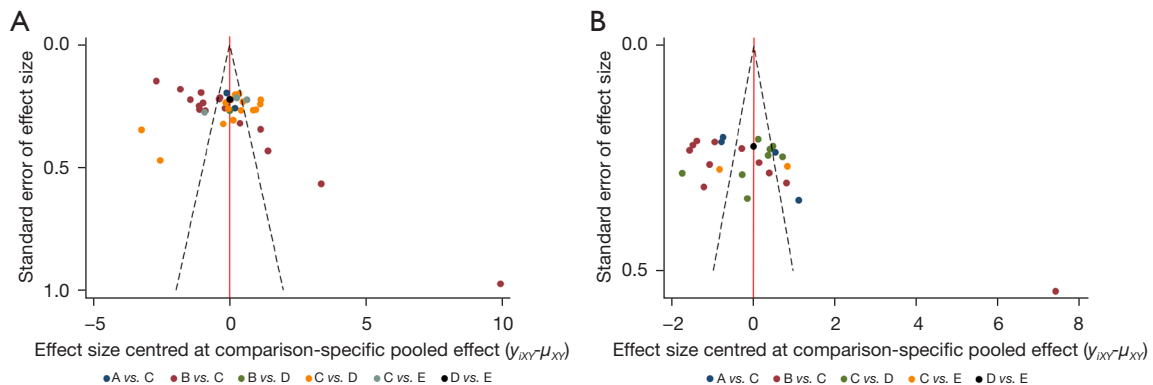 A
B
Standard error of effect size
0.0
0.5
1.0
−5
0
5
10
Effect size centred at comparison-specific pooled effect (yiXY-μXY)
A vs. C B vs. C B vs. D C vs. D C vs. E D vs. E
Standard error of effect size
0.0
0.5
−2
0
2
4
6
8
Effect size centred at comparison-specific pooled effect (yiXY-μXY)
A vs. C B vs. C C vs. D C vs. E D vs. E